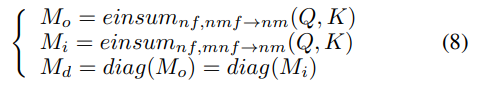 M_o = einsum_{nf,nmf→nm}(Q, K)
M_i = einsum_{nf,mnf→nm}(Q, K) (8)
M_d = diag(M_o) = diag(M_i)